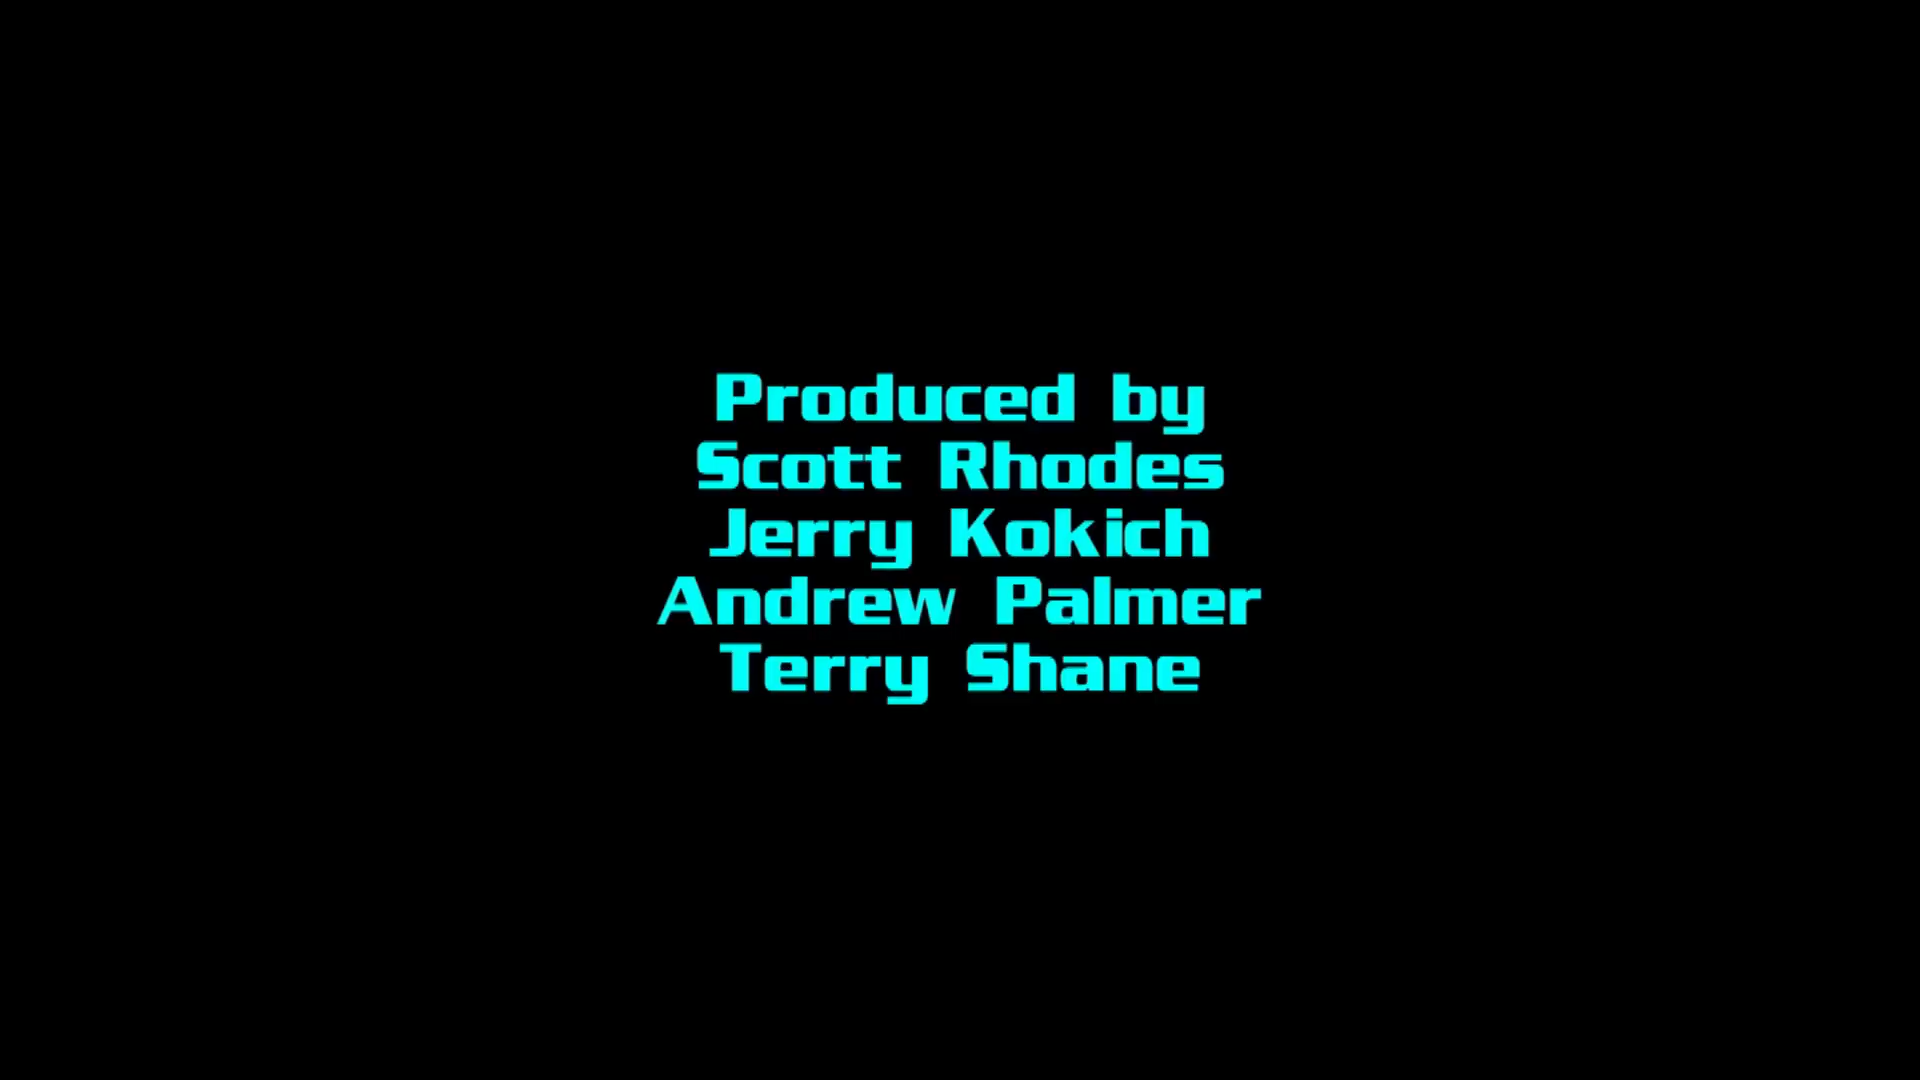 Produced by
Scott Rhodes
Jerry Kokich
Andrew Palmer
Terry Shane